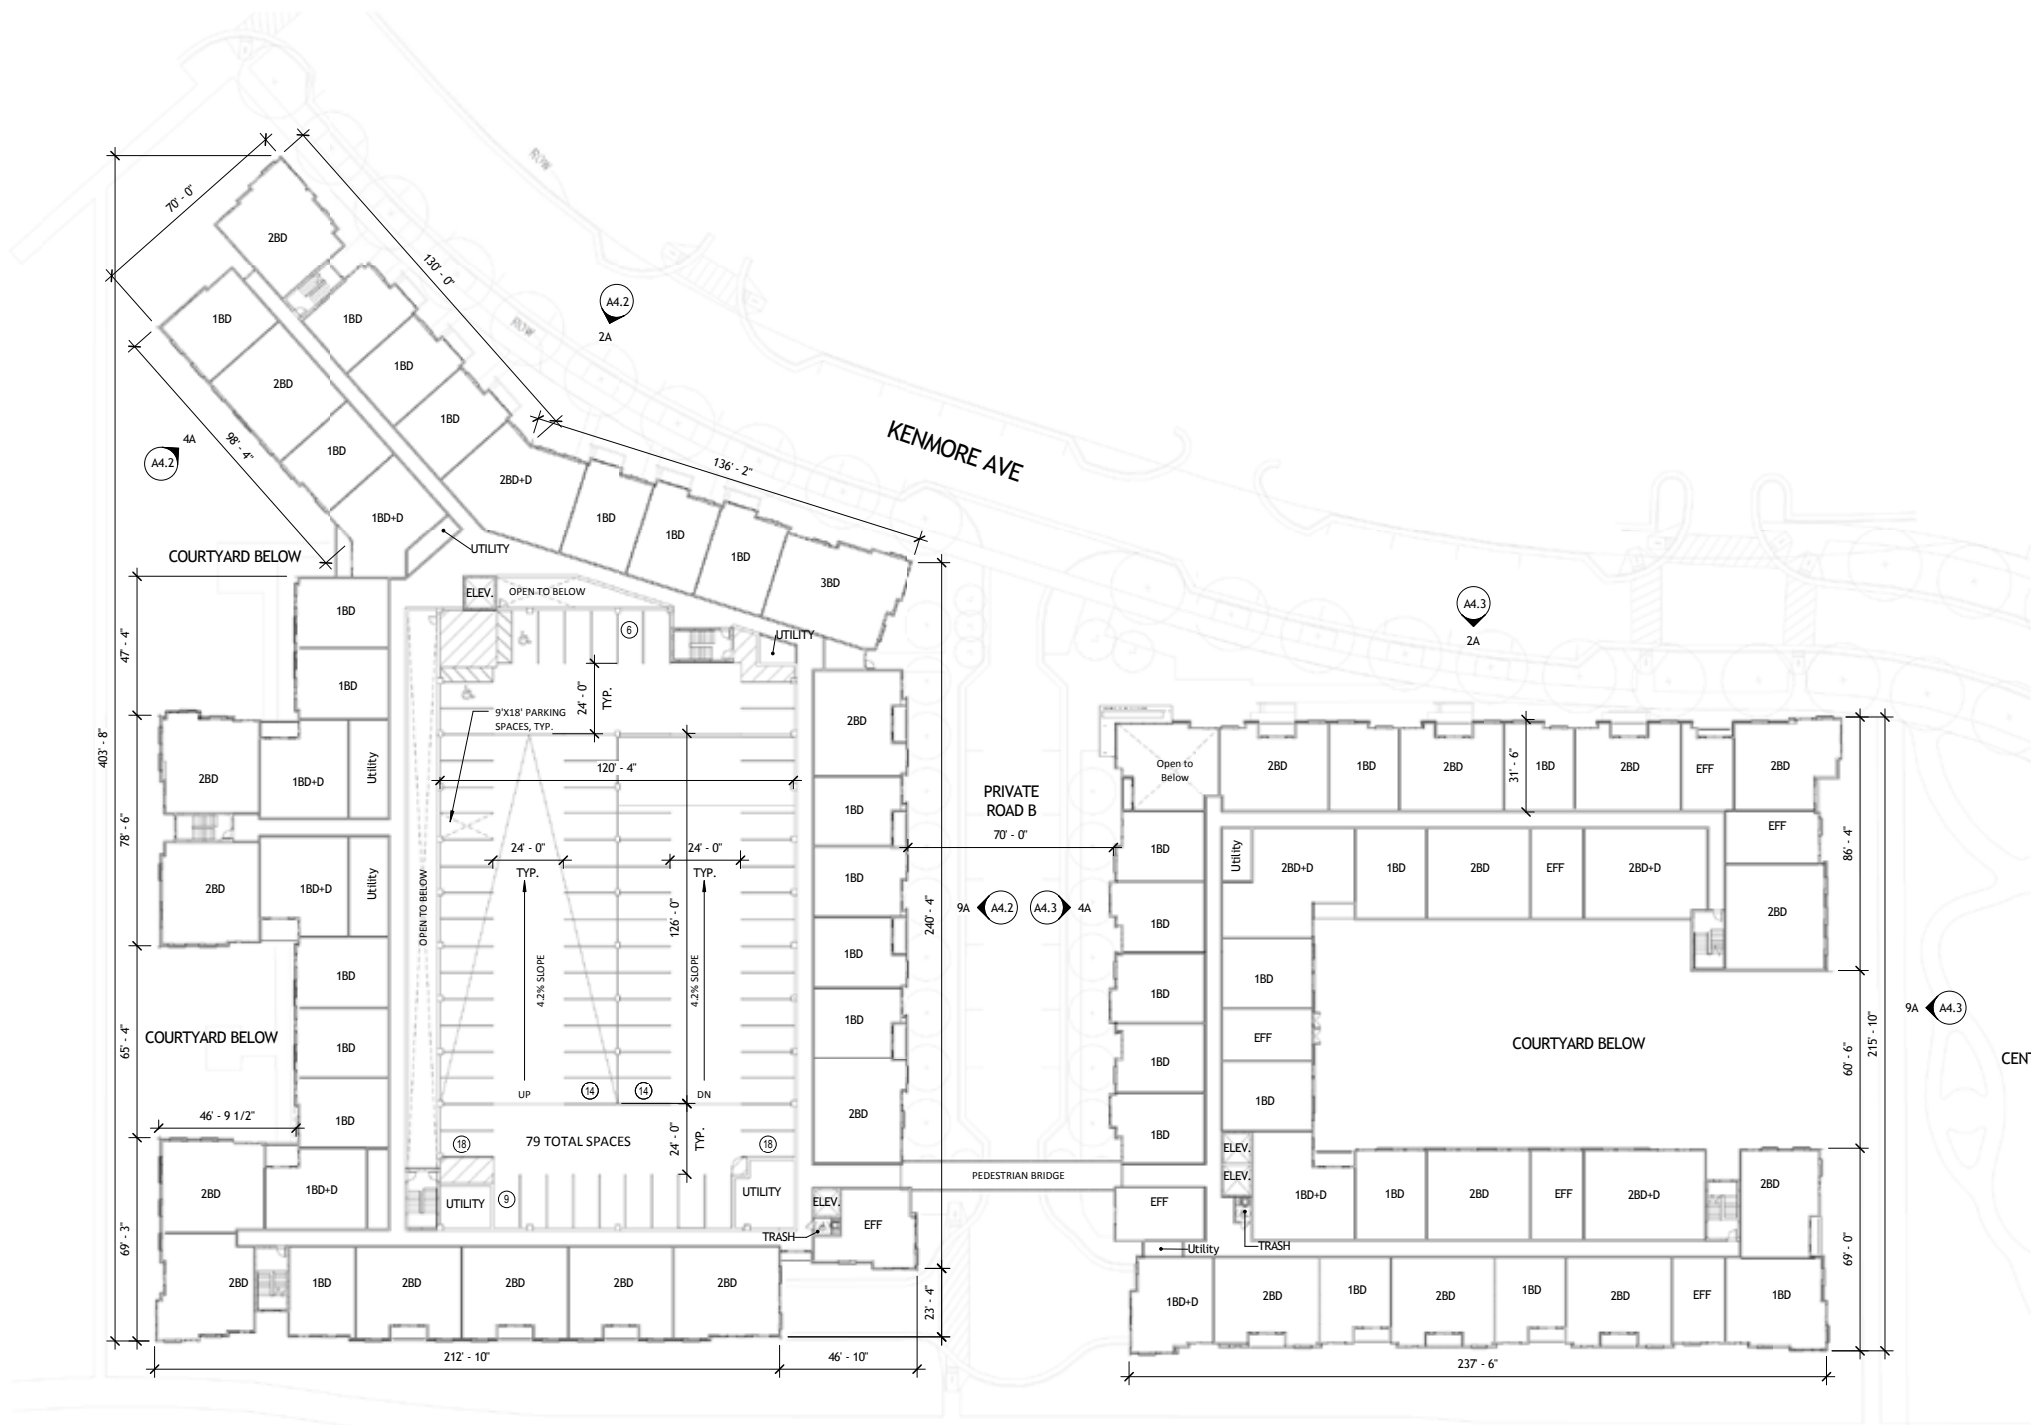 ROW
70' - 0"
2BD
130' - 0"
A4.2
2A
ROW
1BD
1BD
2BD
1BD
1BD
1BD
98' - 4"
4A
A4.2
KENMORE AVE
136' - 2"
2BD+D
1BD+D
1BD
1BD
1BD
3BD
UTILITY
COURTYARD BELOW
ELEV.
OPEN TO BELOW
6
UTILITY
A4.3
2A
1BD
47' - 4"
1BD
24' - 0"
TYP.
9'X18' PARKING
SPACES, TYP.
403' - 8"
2BD
1BD+D
Utility
120' - 4"
2BD
1BD
PRIVATE
ROAD B
70' - 0"
Open to
Below
2BD
1BD
2BD
31' - 6"
1BD
2BD
EFF
2BD
78' - 6"
24' - 0"
TYP.
24' - 0"
TYP.
EFF
86' - 4"
1BD
Utility
2BD+D
1BD
2BD
EFF
2BD+D
2BD
1BD+D
Utility
OPEN TO BELOW
126' - 0"
1BD
240' - 4"
9A
A4.2
A4.3
4A
1BD
2BD
1BD
4.2% SLOPE
4.2% SLOPE
1BD
1BD
1BD
1BD
9A
A4.3
COURTYARD BELOW
65' - 4"
1BD
1BD
1BD
EFF
COURTYARD BELOW
60' - 6"
215' - 10"
CENT
UP
14
14
DN
1BD
46' - 9 1/2"
1BD
2BD
18
79 TOTAL SPACES
24' - 0"
TYP.
18
1BD
ELEV.
ELEV.
PEDESTRIAN BRIDGE
2BD
1BD+D
UTILITY
9
UTILITY
ELEV.
EFF
EFF
1BD+D
1BD
2BD
EFF
2BD+D
2BD
69' - 3"
TRASH
Utility
TRASH
69' - 0"
2BD
1BD
2BD
2BD
2BD
2BD
23' - 4"
1BD+D
2BD
1BD
2BD
1BD
2BD
EFF
1BD
212' - 10"
46' - 10"
237' - 6"